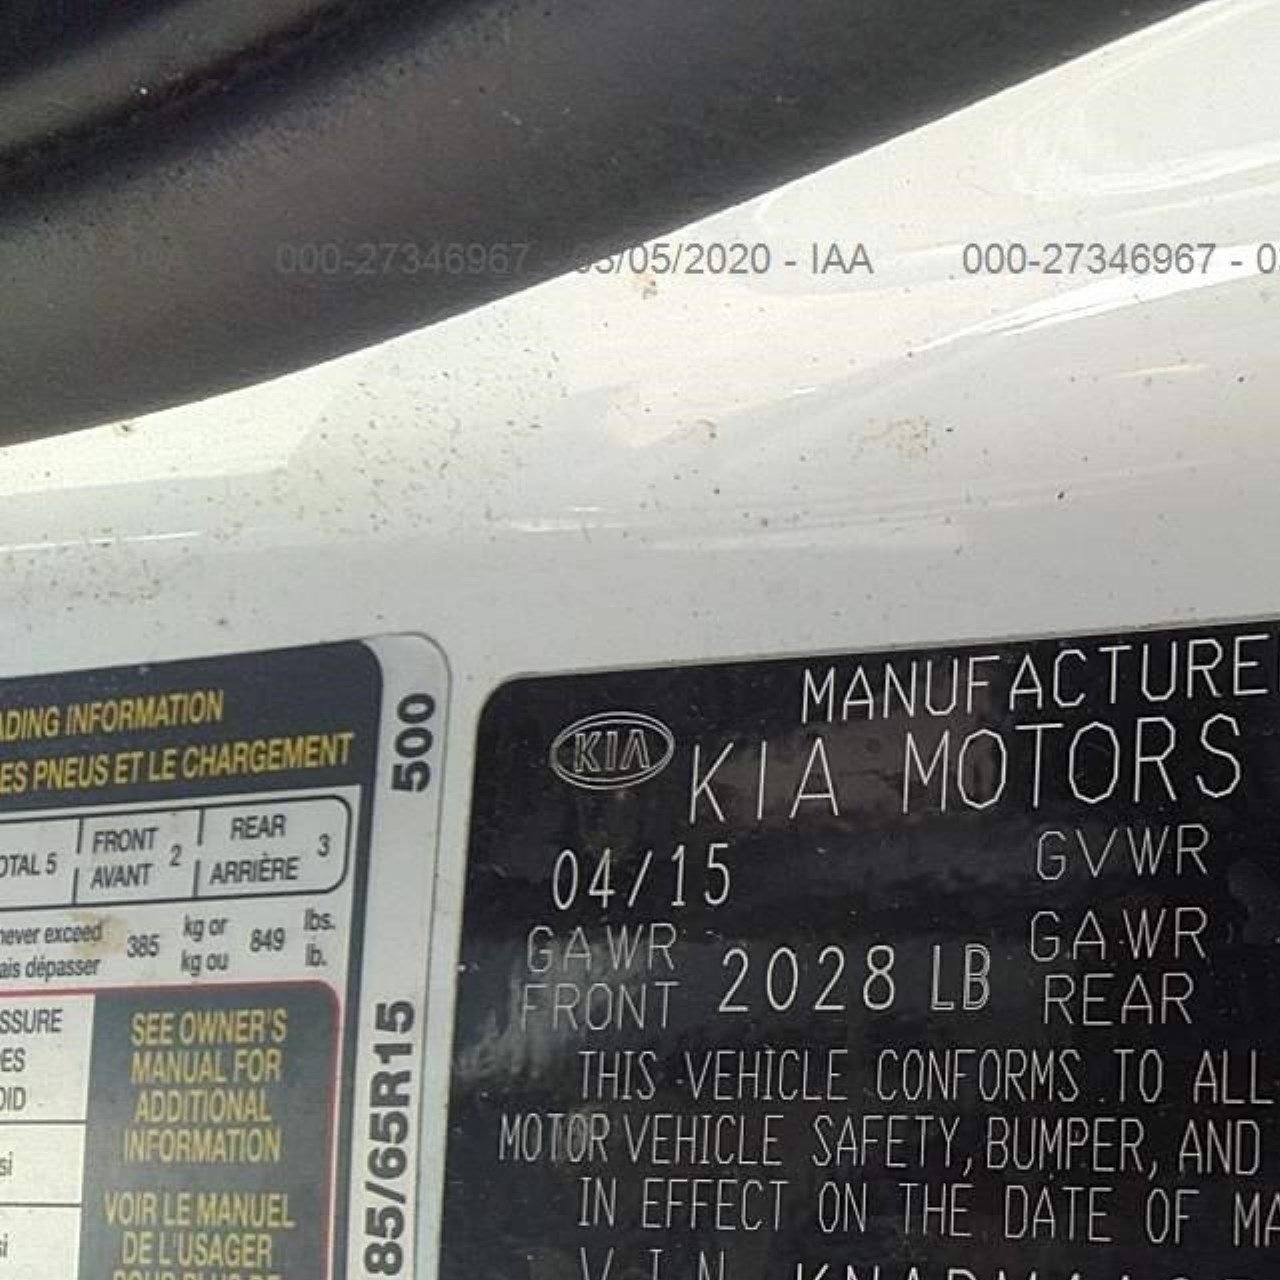 000-27346967 - 03/05/2020 - IAA 000-27346967 - 0
ADING INFORMATION
ES PNEUS ET LE CHARGEMENT
OTAL 5
FRONT
AVANT
2
REAR
ARRIÈRE
3
never exceed
ais dépasser
385
kg or
kg ou
849
lbs.
lb.
SSURE
ES
OID
si
SEE OWNER'S
MANUAL FOR
ADDITIONAL
INFORMATION
VOIR LE MANUEL
DE L'USAGER
500
85/65R15
MANUFACTURE
KIA
KIA MOTORS
04/15
GVWR
GAWR
FRONT
2028 LB
GAWR
REAR
THIS VEHICLE CONFORMS TO ALL
MOTOR VEHICLE SAFETY, BUMPER, AND
IN EFFECT ON THE DATE OF MA